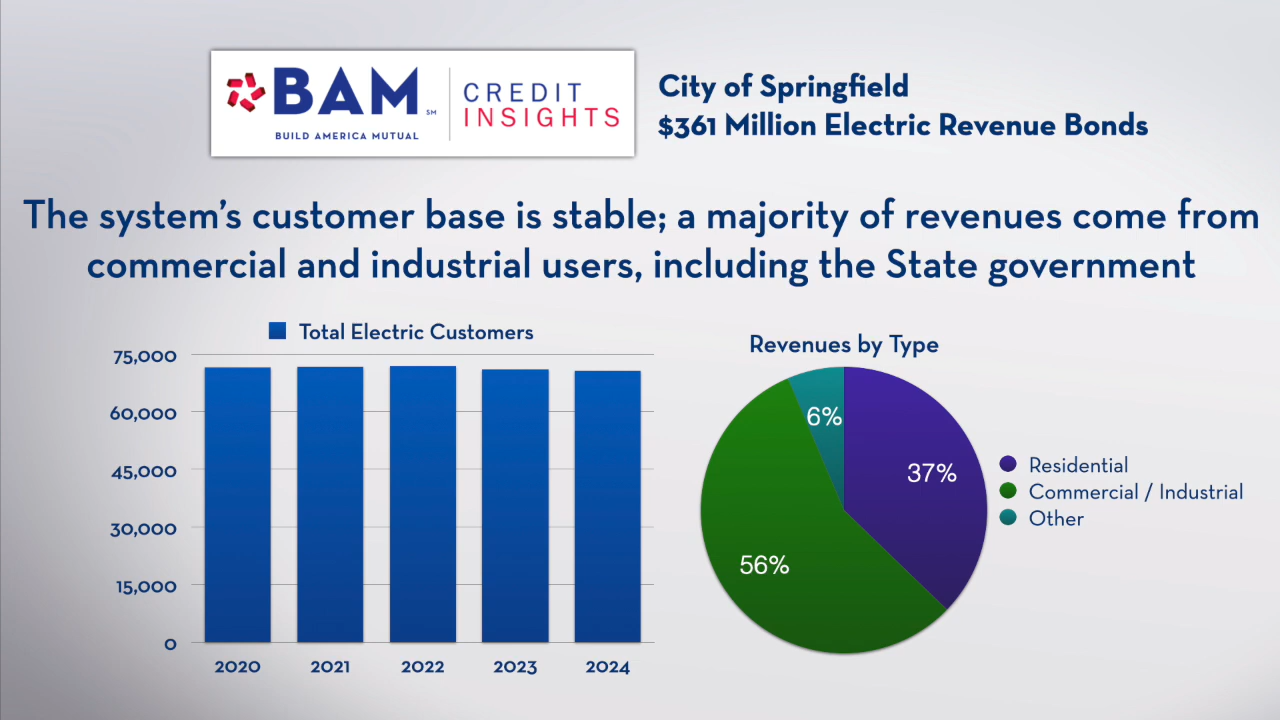 BAM SM
BUILD AMERICA MUTUAL
CREDIT
INSIGHTS
City of Springfield
$361 Million Electric Revenue Bonds
The system's customer base is stable; a majority of revenues come from
commercial and industrial users, including the State government
Total Electric Customers
75,000
60,000
45,000
30,000
15,000
0
2020 2021 2022 2023 2024
Revenues by Type
6%
37%
56%
Residential
Commercial / Industrial
Other